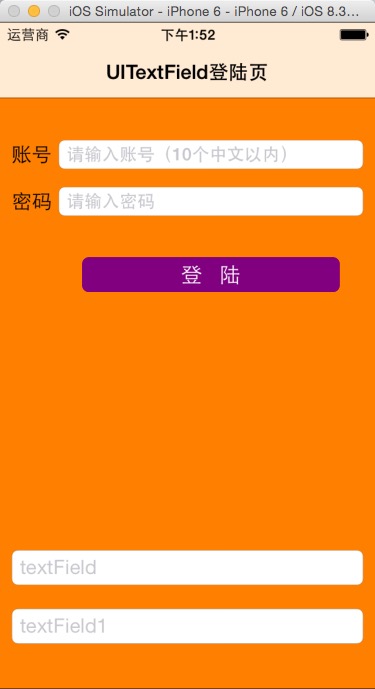 iOS Simulator - iPhone 6 - iPhone 6 / iOS 8.3...
运营商 下午1:52
UITextField登陆页
账号 请输入账号（10个中文以内）
密码 请输入密码
登 陆
textField
textField1